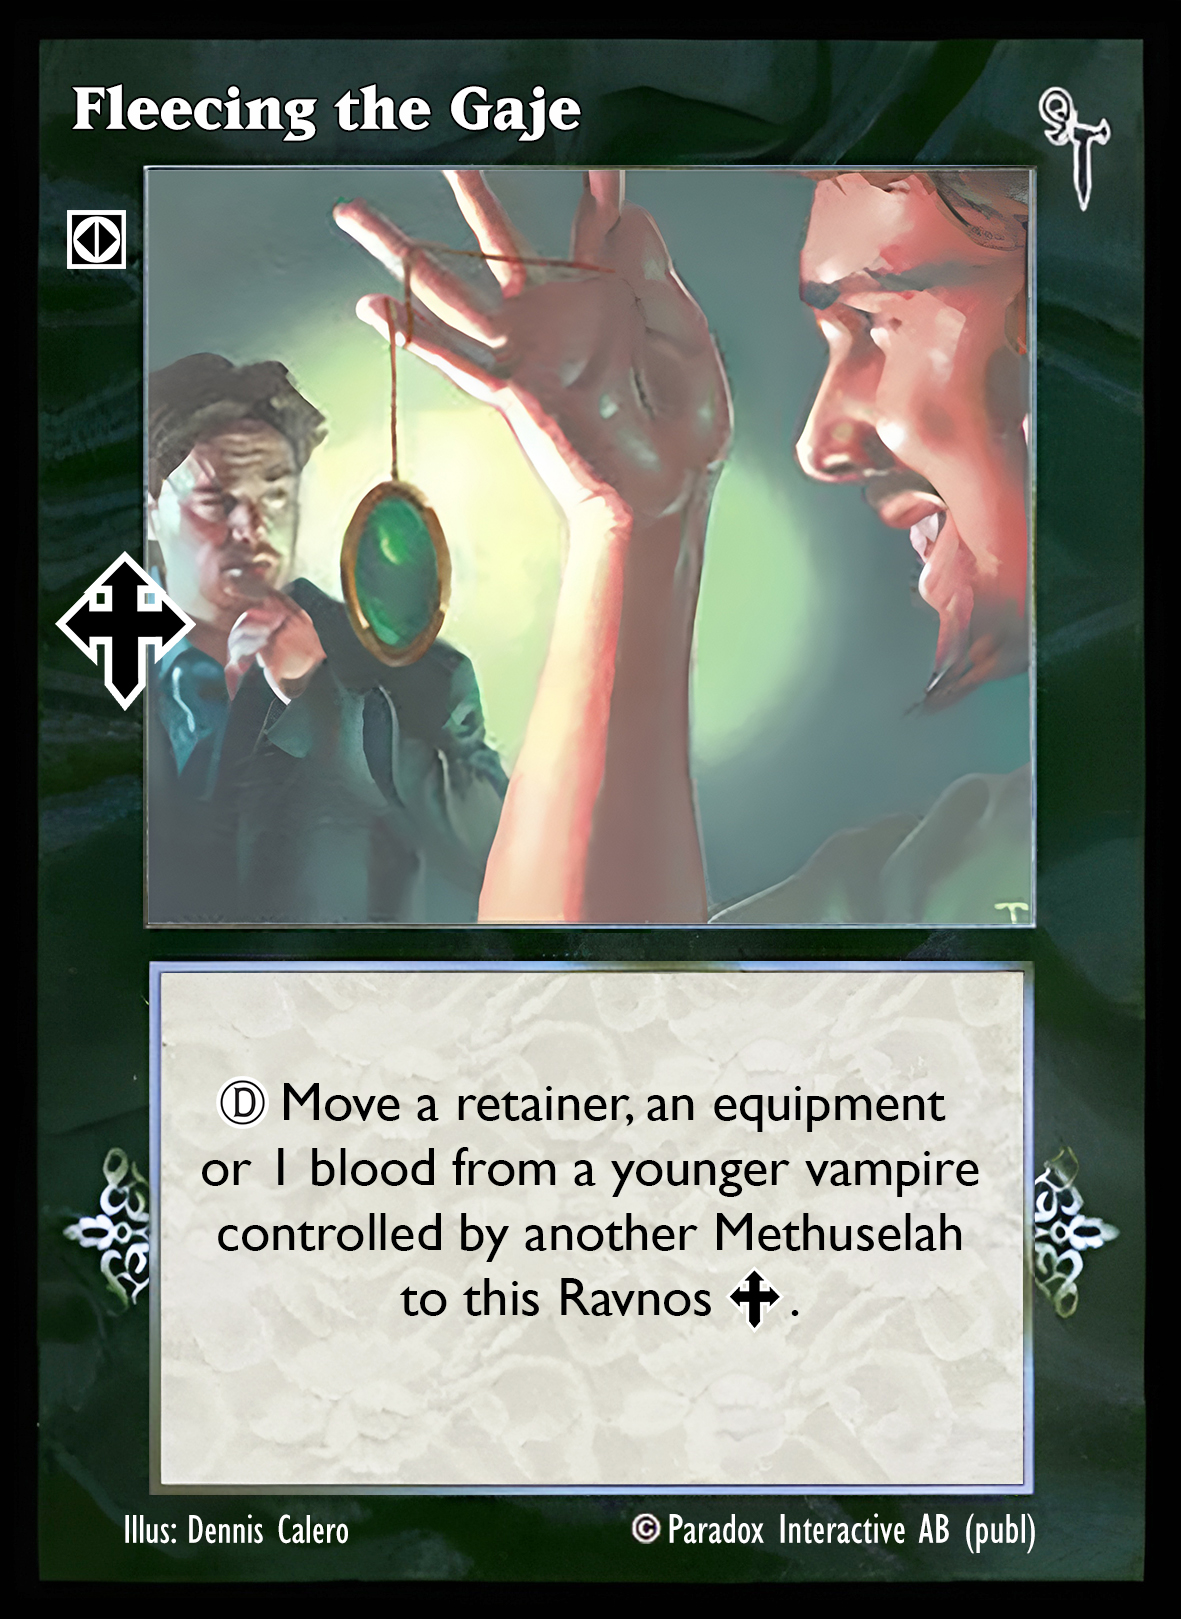 Fleecing the Gaje
Ⓓ Move a retainer, an equipment
or 1 blood from a younger vampire
controlled by another Methuselah
to this Ravnos .
Illus: Dennis Calero
© Paradox Interactive AB (publ)